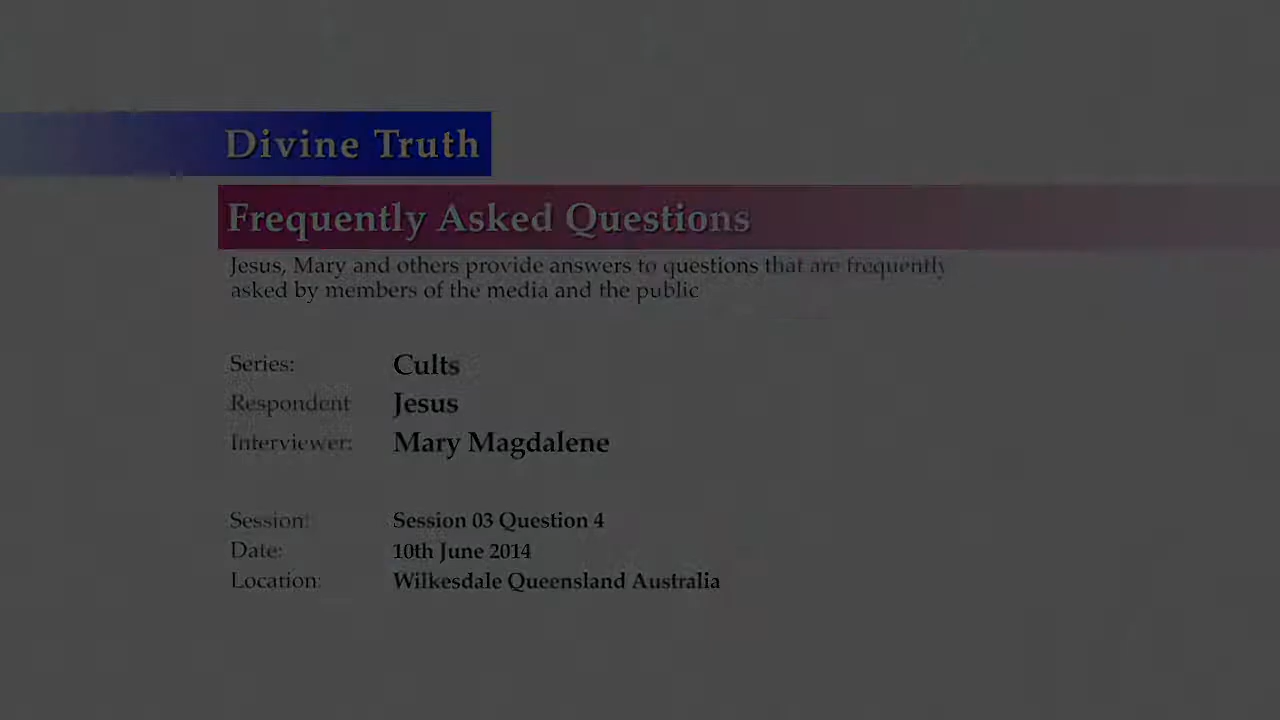 Divine Truth
Frequently Asked Questions
Jesus, Mary and others provide answers to questions that are frequently
asked by members of the media and the public
Series: Cults
Respondent Jesus
Interviewer: Mary Magdalene
Session: Session 03 Question 4
Date: 10th June 2014
Location: Wilkesdale Queensland Australia